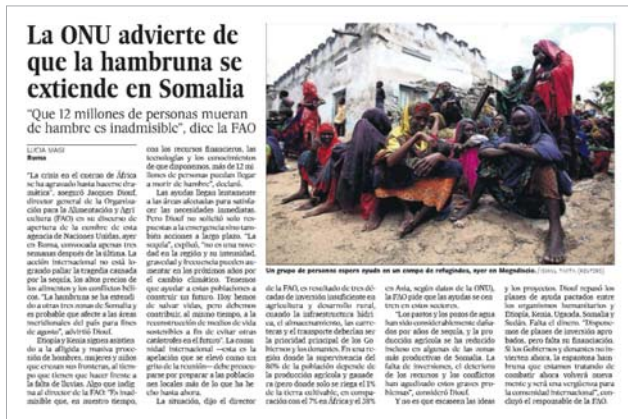 La ONU advierte de
que la hambruna se
extiende en Somalia
"Que 12 millones de personas mueran
de hambre es inadmisible", dice la FAO
LUCIA MAGI
Roma
"La crisis en el cuerno de África
se ha agravado hasta hacerse dra-
mática", aseguró Jacques Diouf,
director general de la Organiza-
ción para la Alimentación y Agri-
cultura (FAO) en su discurso de
apertura de la cumbre de esta
agencia de Naciones Unidas, ayer
en Roma, convocada apenas tres
semanas después de la última. La
acción internacional no está lo-
grando paliar la tragedia causada
por la sequía, los altos precios de
los alimentos y los conflictos béli-
cos. "La hambruna se ha extendi-
do a otras tres zonas de Somalia y
es probable que afecte a las áreas
meridionales del país para fines
de agosto", advirtió Diouf.
Etiopía y Kenia siguen asistien-
do a la afligida y masiva proce-
sión de hombres, mujeres y niños
que cruzan sus fronteras, al tiem-
po que tienen que hacer frente a
la falta de lluvias. Algo que indig-
na al director de la FAO: "Es inad-
misible que, en nuestro tiempo,
con los recursos financieros, las
tecnologías y los conocimientos
de que disponemos, más de 12 mi-
llones de personas puedan llegar
a morir de hambre", declaró.
Las ayudas llegan lentamente
a las áreas afectadas para satisfa-
cer las necesidades inmediatas.
Pero Diouf no solicitó solo res-
puestas a la emergencia sino tam-
bién acciones a largo plazo. "La
sequía", explicó, "no es una nove-
dad en la región y su intensidad,
gravedad y frecuencia pueden au-
mentar en los próximos años por
el cambio climático. Tenemos
que ayudar a estas poblaciones a
construir un futuro. Hoy hemos
de salvar vidas, pero debemos
contribuir, al mismo tiempo, a la
reconstrucción de medios de vida
sostenibles a fin de evitar otras
catástrofes en el futuro". La comu-
nidad internacional —esta es la
apelación que se elevó como un
grito de la reunión— debe preocu-
parse por preparar a las poblacio-
nes locales más de lo que ha he-
cho hasta ahora.
La situación, dijo el director
Un grupo de personas espera ayuda en un campo de refugiados, ayer en Mogadiscio. (REUTERS)
de la FAO, es resultado de tres dé-
cadas de inversión insuficiente en
agricultura y desarrollo rural,
cuando la infraestructura hídri-
ca, el almacenamiento, las carre-
teras y el transporte deberían ser
la prioridad principal de los Go-
biernos y los donantes. En una re-
gión donde la supervivencia del
80% de la población depende de
la producción agrícola y ganade-
ra (pero donde solo se riega el 1%
de la tierra cultivable, en compa-
ración con el 7% en África y el 38%
en Asia, según datos de la ONU),
la FAO pide que las ayudas se cen-
tren en estos sectores.
"Los pastos y los pozos de agua
han sido considerablemente daña-
dos por años de sequía, y la pro-
ducción agrícola se ha reducido
incluso en algunas de las zonas
más productivas de Somalia. La
falta de inversiones, el deterioro
de los recursos y los conflictos
han agudizado estos graves pro-
blemas", consideró Diouf.
Y no es que escaseen las ideas
y los proyectos. Diouf repasó los
planes de ayuda pactados entre
los organismos humanitarios y
Etiopía, Kenia, Uganda, Somalia y
Sudán. Falta el dinero. "Dispone-
mos de planes de inversión apro-
bados, pero falta su financiación.
Si los Gobiernos y donantes no in-
vierten ahora, la espantosa ham-
bruna que estamos tratando de
combatir ahora volverá nueva-
mente y será una vergüenza para
la comunidad internacional", con-
cluyó el responsable de la FAO.